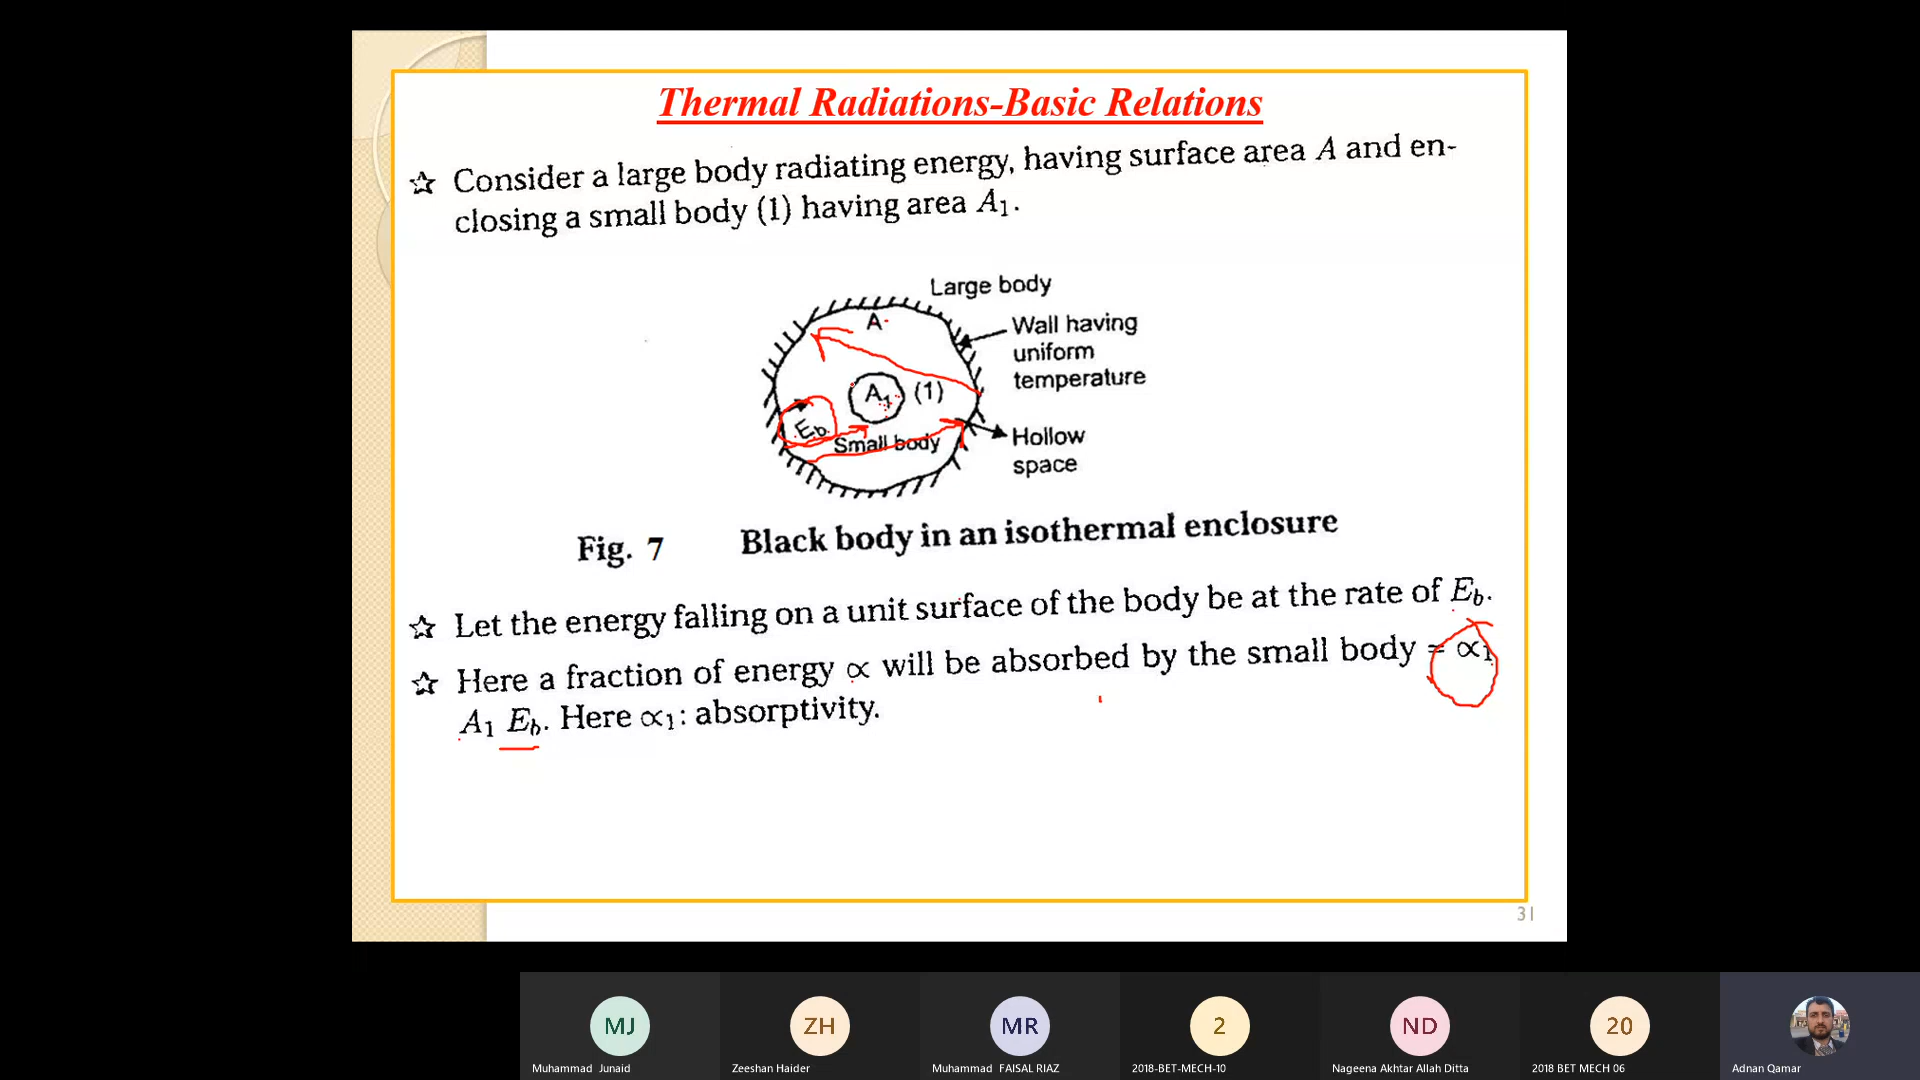 Thermal Radiations-Basic Relations
☆ Consider a large body radiating energy, having surface area A and en-
closing a small body (1) having area A₁.
Large body
A
Wall having
uniform
temperature
A₁ (1)
E_b
Small body
Hollow
space
Fig. 7 Black body in an isothermal enclosure
☆ Let the energy falling on a unit surface of the body be at the rate of E_b.
☆ Here a fraction of energy ∝ will be absorbed by the small body = ∝₁
A₁ E_b. Here ∝₁: absorptivity.
31
MJ ZH MR 2 ND 20
Muhammad Junaid Zeeshan Haider Muhammad FAISAL RIAZ 2018-BET-MECH-10 Nageena Akhtar Allah Ditta 2018 BET MECH 06 Adnan Qamar